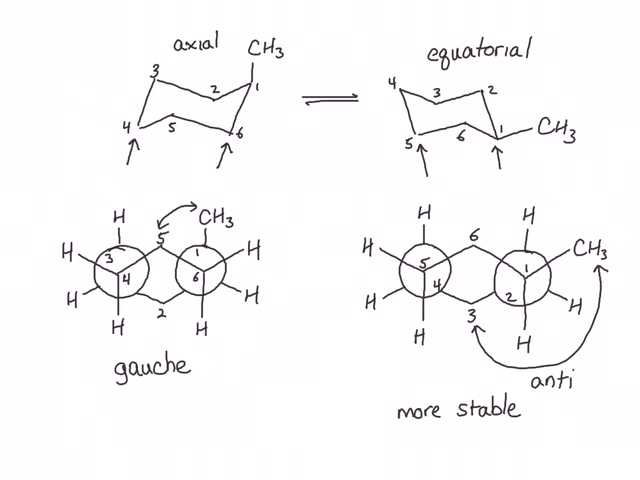 axial
CH3
3
2
1
4
5
6
equatorial
4
3
2
5
6
1
CH3
H
5
CH3
H
3
1
H
4
6
H
2
H
H
H
gauche
H
6
H
H
5
1
CH3
H
4
2
H
3
H
H
anti
more stable